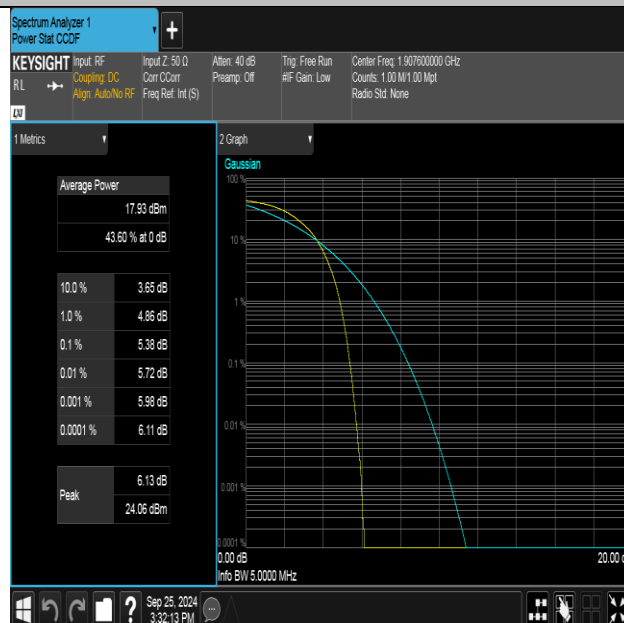 Spectrum Analyzer 1
Power Stat CCDF
+
KEYSIGHT
RL
LXI
Input: RF
Coupling: DC
Align: Auto/No RF
Input Z: 50 Ω
Corr CCorr
Freq Ref: Int (S)
Atten: 40 dB
Preamp: Off
Trig: Free Run
#IF Gain: Low
Center Freq: 1.907600000 GHz
Counts: 1.00 M/1.00 Mpt
Radio Std: None
1 Metrics
Average Power
17.93 dBm
43.60 % at 0 dB
10.0 % 3.65 dB
1.0 % 4.86 dB
0.1 % 5.38 dB
0.01 % 5.72 dB
0.001 % 5.98 dB
0.0001 % 6.11 dB
Peak
6.13 dB
24.06 dBm
2 Graph
Gaussian
100 %
10 %
1 %
0.1 %
0.01 %
0.001 %
0.0001 %
0.00 dB 20.00
Info BW 5.0000 MHz
?
Sep 25, 2024
3:32:13 PM